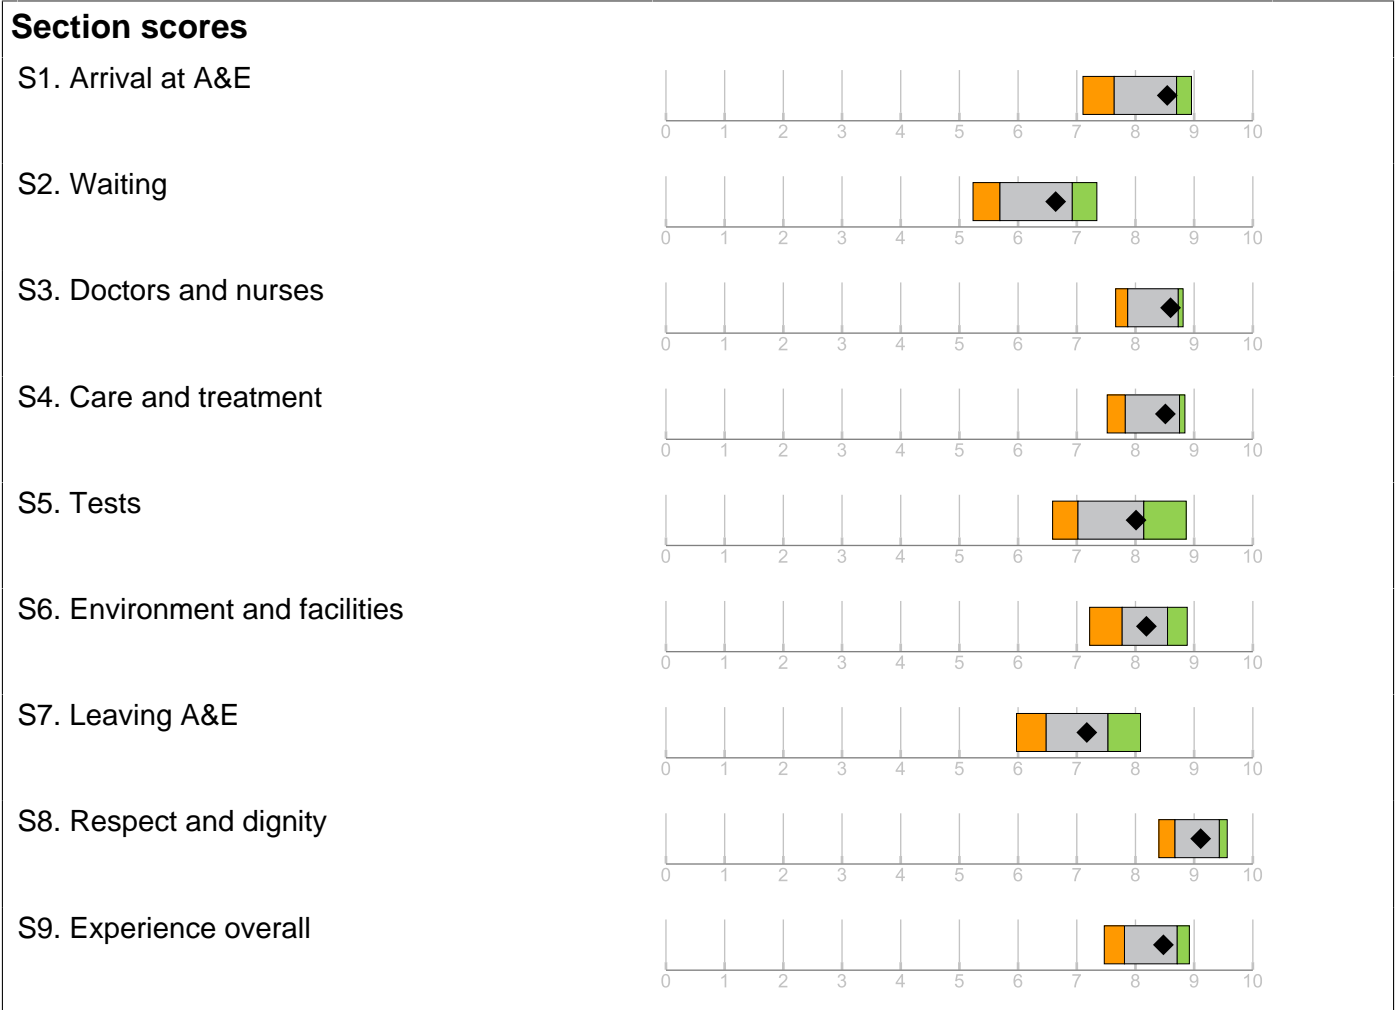 Section scores
S1. Arrival at A&E
0 1 2 3 4 5 6 7 8 9 10
S2. Waiting
0 1 2 3 4 5 6 7 8 9 10
S3. Doctors and nurses
0 1 2 3 4 5 6 7 8 9 10
S4. Care and treatment
0 1 2 3 4 5 6 7 8 9 10
S5. Tests
0 1 2 3 4 5 6 7 8 9 10
S6. Environment and facilities
0 1 2 3 4 5 6 7 8 9 10
S7. Leaving A&E
0 1 2 3 4 5 6 7 8 9 10
S8. Respect and dignity
0 1 2 3 4 5 6 7 8 9 10
S9. Experience overall
0 1 2 3 4 5 6 7 8 9 10